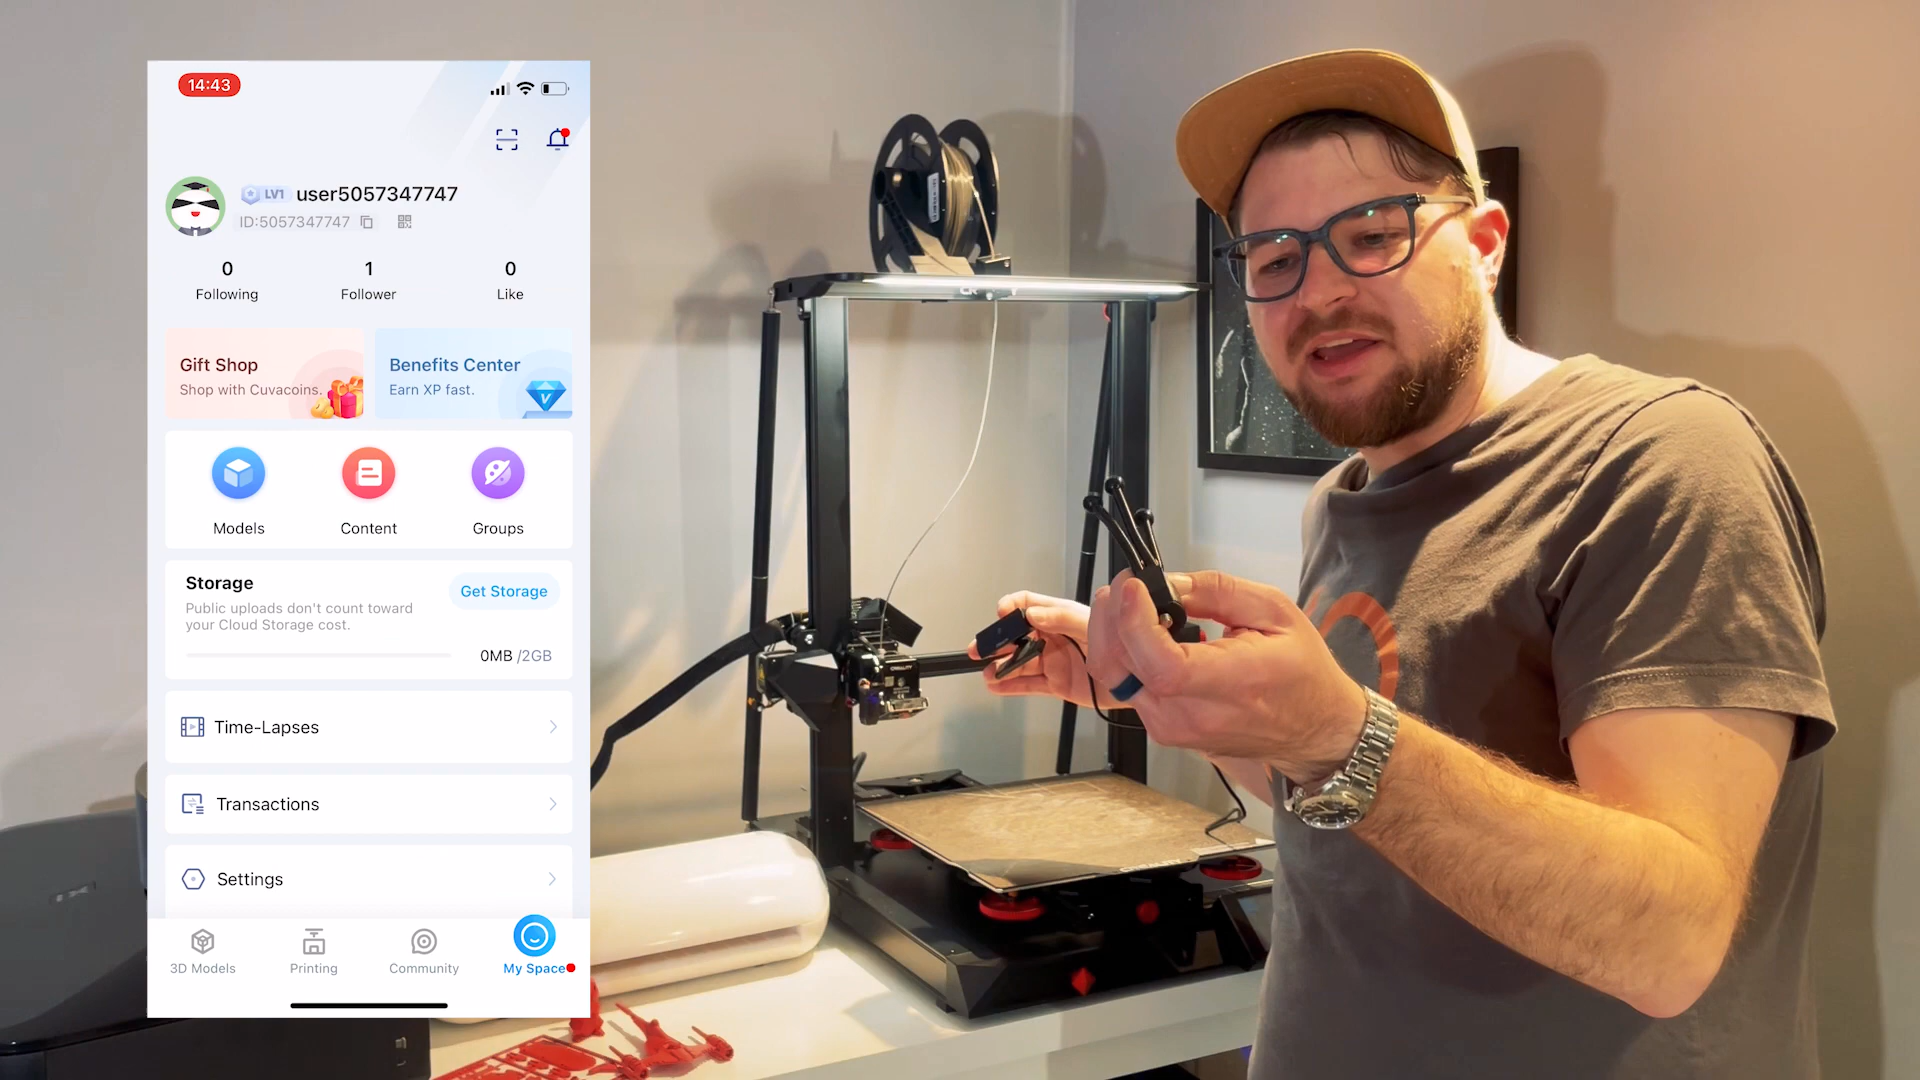 14:43
LV1 user5057347747
ID:5057347747
0 1 0
Following Follower Like
Gift Shop
Shop with Cuvacoins.
Benefits Center
Earn XP fast.
V
Models Content Groups
Storage
Get Storage
Public uploads don't count toward
your Cloud Storage cost.
0MB /2GB
Time-Lapses
Transactions
Settings
3D Models Printing Community My Space